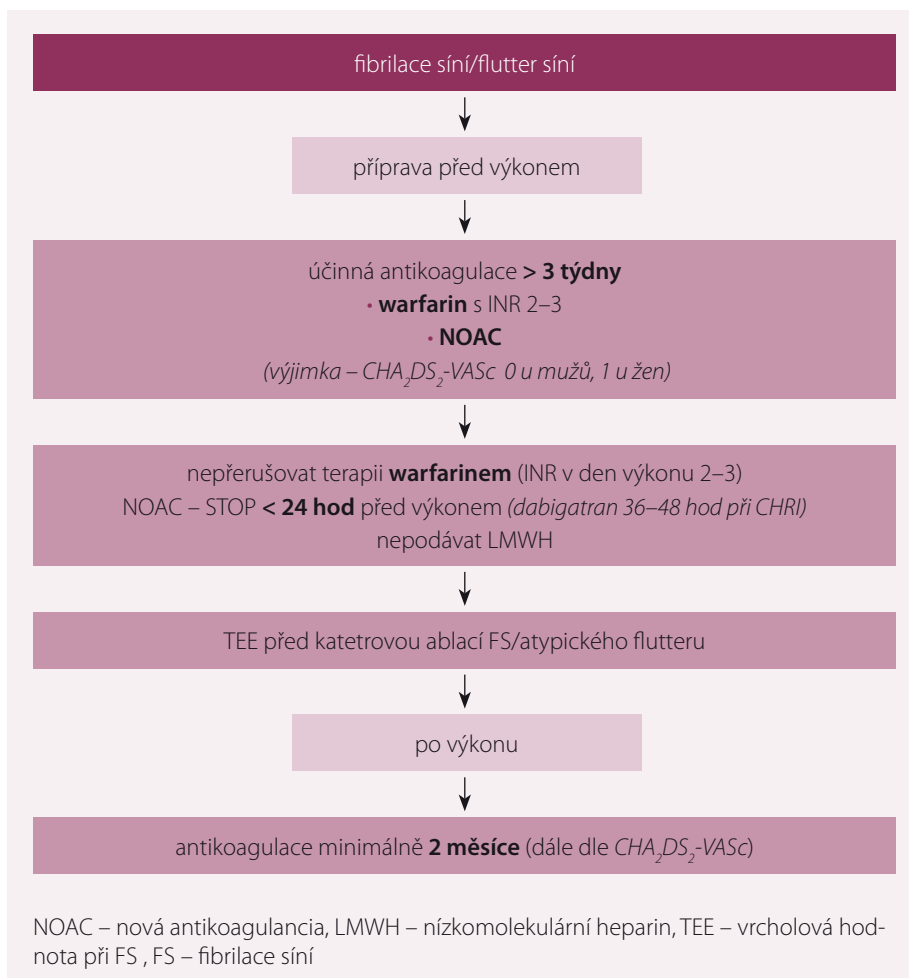 fibrilace síní/flutter síní
příprava před výkonem
účinná antikoagulace > 3 týdny
• warfarin s INR 2–3
• NOAC
(výjimka – CHA₂DS₂-VASc 0 u mužů, 1 u žen)
nepřerušovat terapii warfarinem (INR v den výkonu 2–3)
NOAC – STOP < 24 hod před výkonem (dabigatran 36–48 hod při CHRI)
nepodávat LMWH
TEE před katetrovou ablací FS/atypického flutteru
po výkonu
antikoagulace minimálně 2 měsíce (dále dle CHA₂DS₂-VASc)
NOAC – nová antikoagulancia, LMWH – nízkomolekulární heparin, TEE – vrcholová hod-
nota při FS , FS – fibrilace síní